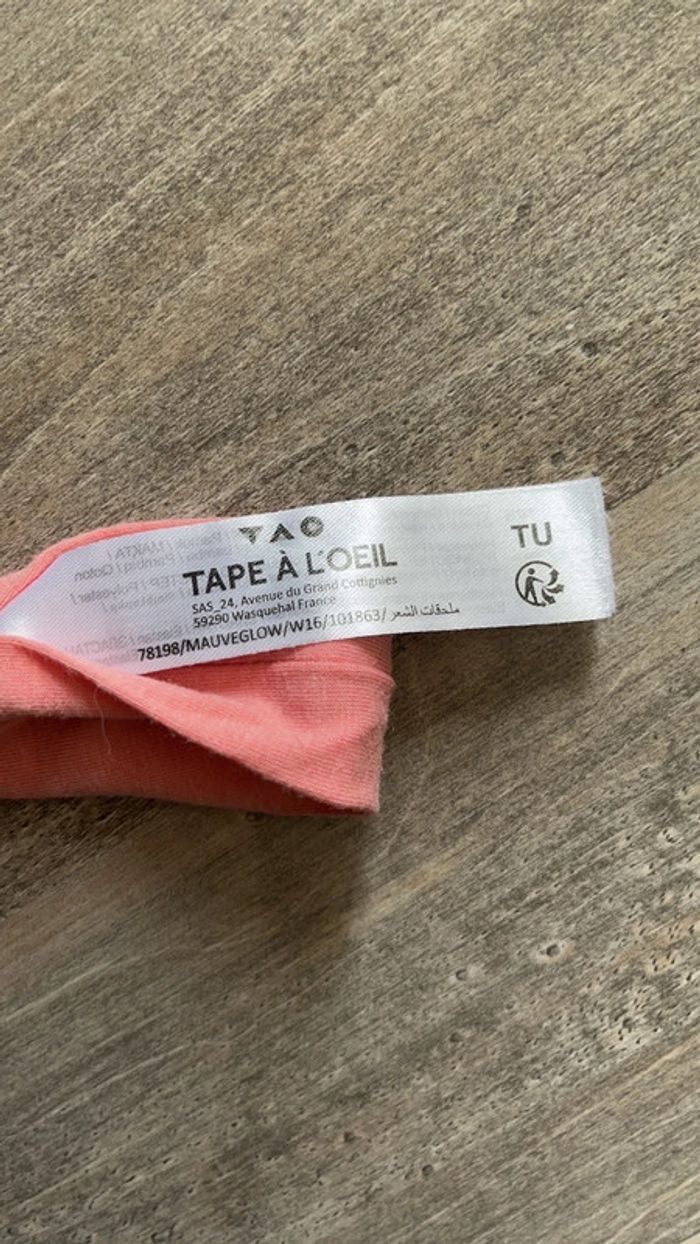 TAO
TAPE À L'OEIL
SAS_24, Avenue du Grand Cottignies
59290 Wasquehal France
78198/MAUVEGLOW/W16/101863/ملحقات الشعر
TU